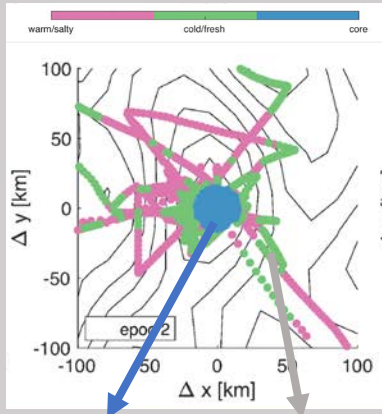 warm/salty cold/fresh core
100
50
0
-50
-100
Δ y [km]
epoc 2
-100 50 0 50 100
Δ x [km]